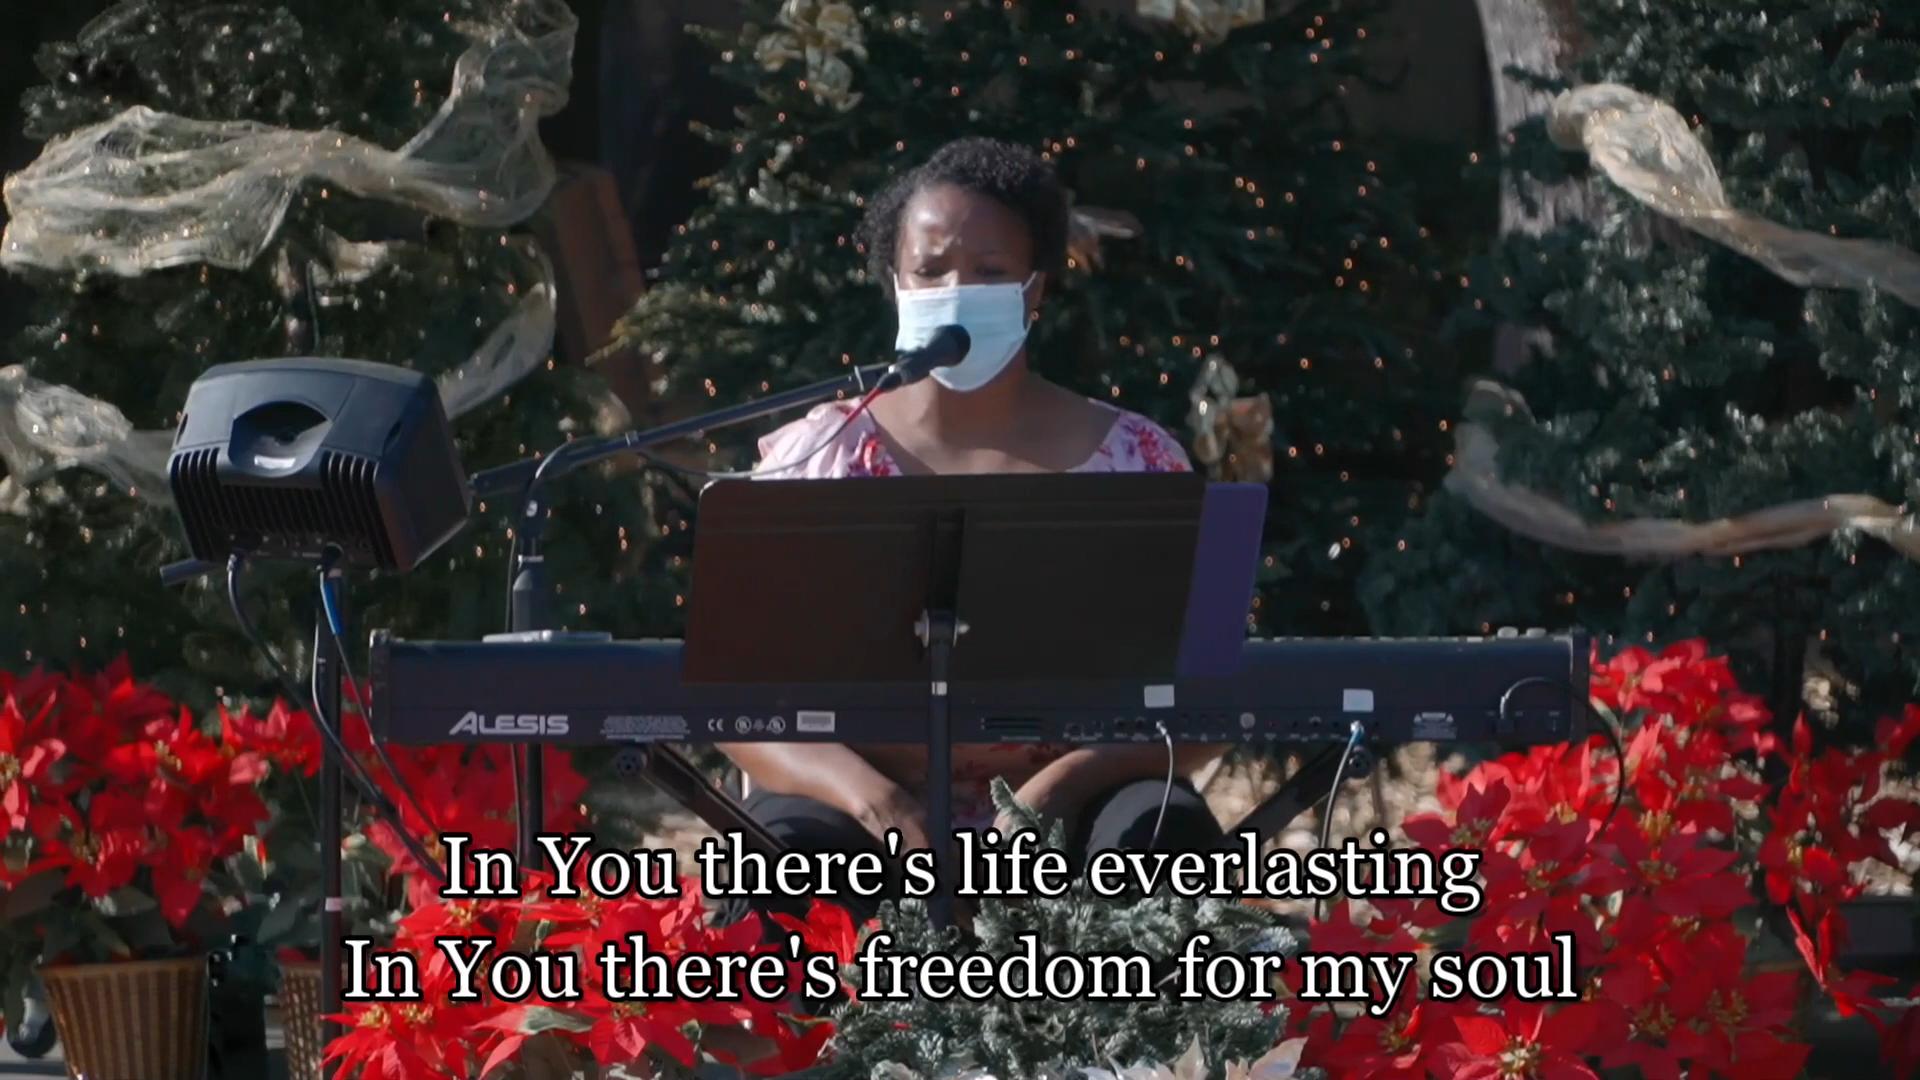 ALESIS
In You there's life everlasting
In You there's freedom for my soul